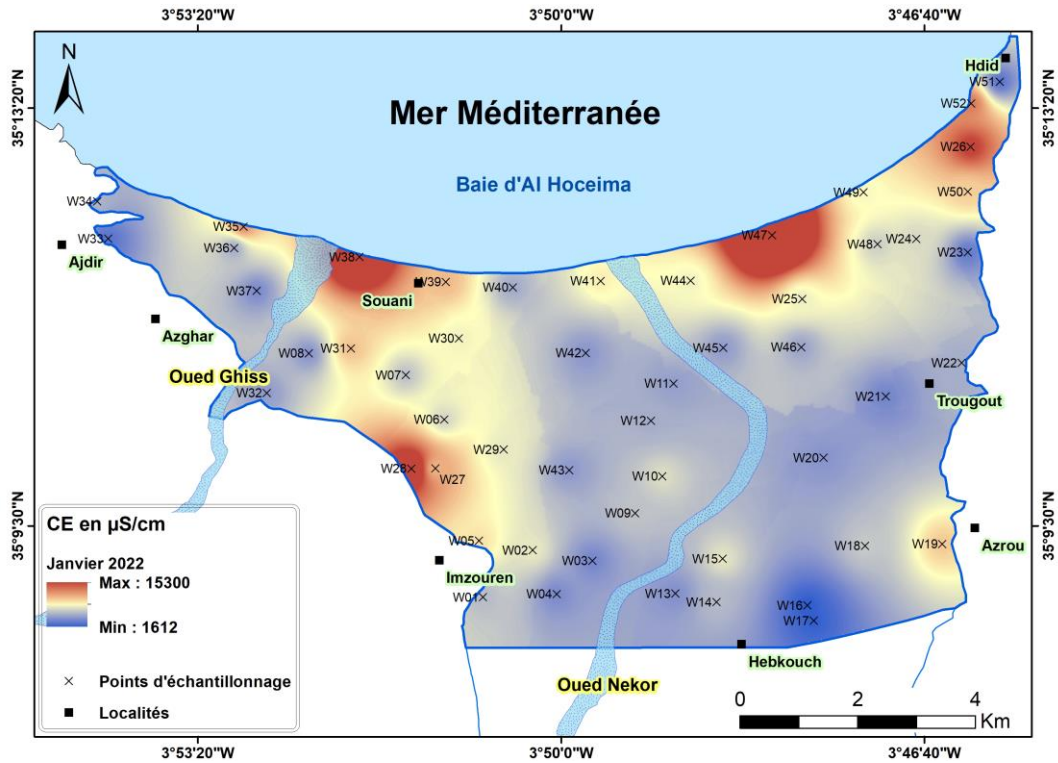 3°53'20"W 3°50'0"W 3°46'40"W
N
Hdid
W51
35°13'20"N 35°13'20"N
W52
Mer Méditerranée
W26
Baie d'Al Hoceima
W49 W50
W34
W35
W33 W36 W48 W24
Ajdir
W47 W23
W38
W39 W41 W44
Souani
W37 W40
W25
Azghar
W08 W31 W30 W42 W45 W46
W22
Oued Ghiss W07 W11
Trougout
W32 W21
W06 W12
W29
W20
W28 W43
W27 W10
W09
35°9'30"N 35°9'30"N
Azrou
W05 W02 W18 W19
W03 W15
Imzouren
W01 W04 W13 W14 W16
W17
Hebkouch
Oued Nekor
CE en µS/cm
Janvier 2022
Max : 15300
Min : 1612
Points d'échantillonnage
Localités
0 2 4
Km
3°53'20"W 3°50'0"W 3°46'40"W